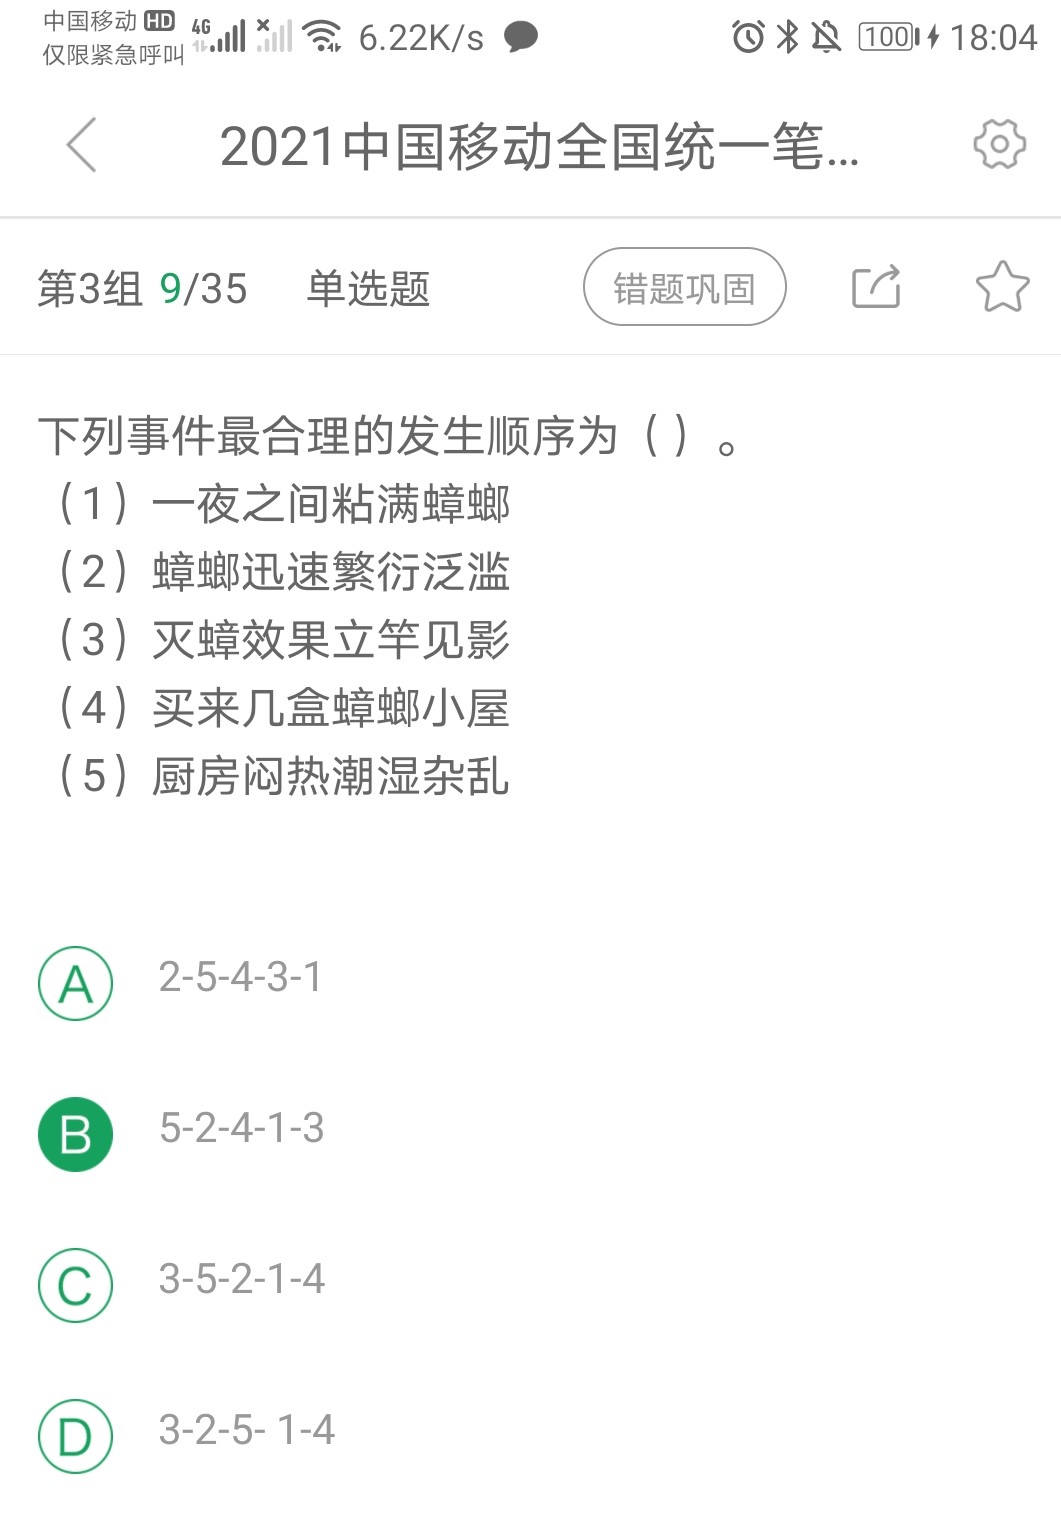 中国移动 HD 4G 6.22K/s 100 18:04
仅限紧急呼叫
2021中国移动全国统一笔...
第3组 9/35 单选题 错题巩固
下列事件最合理的发生顺序为（ ）。
（1）一夜之间粘满蟑螂
（2）蟑螂迅速繁衍泛滥
（3）灭蟑效果立竿见影
（4）买来几盒蟑螂小屋
（5）厨房闷热潮湿杂乱
A 2-5-4-3-1
B 5-2-4-1-3
C 3-5-2-1-4
D 3-2-5- 1-4